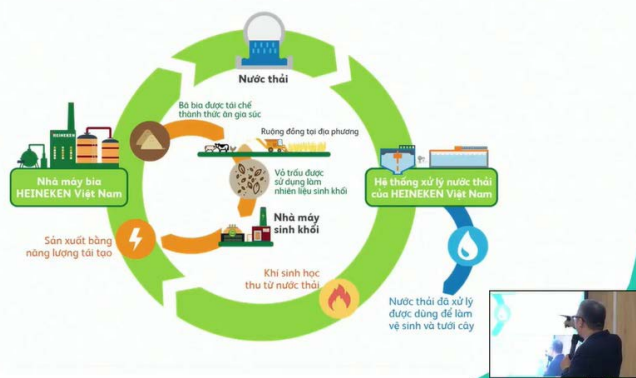 Nước thải
Bã bia được tái chế
thành thức ăn gia súc
Ruộng đồng tại địa phương
HEINEKEN
Nhà máy bia
HEINEKEN Việt Nam
Vỏ trấu được
sử dụng làm
nhiên liệu sinh khối
Hệ thống xử lý nước thải
của HEINEKEN Việt Nam
Nhà máy
sinh khối
Sản xuất bằng
năng lượng tái tạo
Khí sinh học
thu từ nước thải
Nước thải đã xử lý
được dùng để làm
vệ sinh và tưới cây